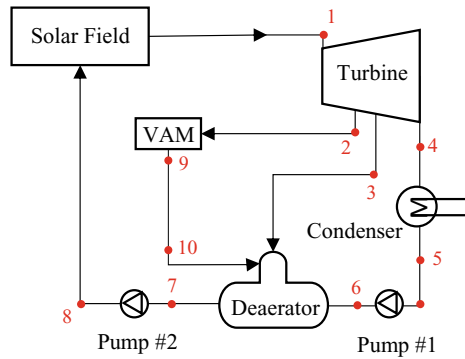 1
Solar Field
Turbine
VAM
2
4
9
3
Condenser
10
5
7
6
8
Deaerator
Pump #2
Pump #1